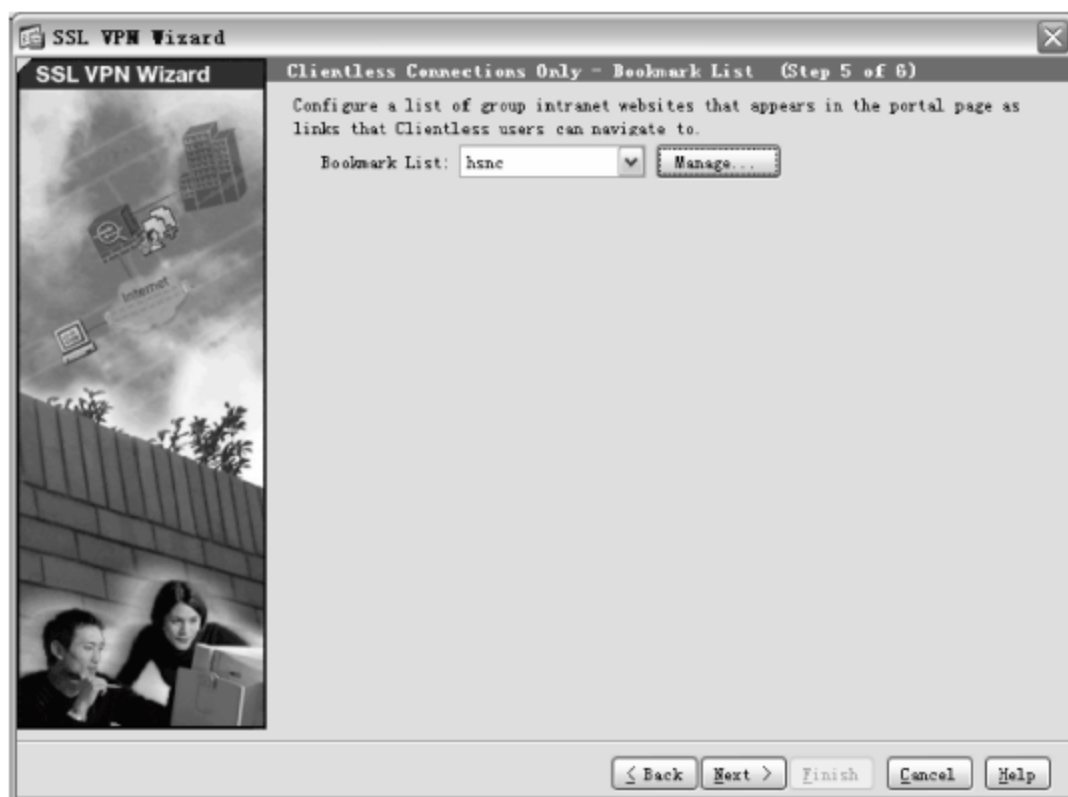 SSL VPN Wizard
SSL VPN Wizard
Clientless Connections Only - Bookmark List (Step 5 of 6)
Configure a list of group intranet websites that appears in the portal page as
links that Clientless users can navigate to.
Bookmark List: hsnc Manage...
Internet
< Back Next > Finish Cancel Help